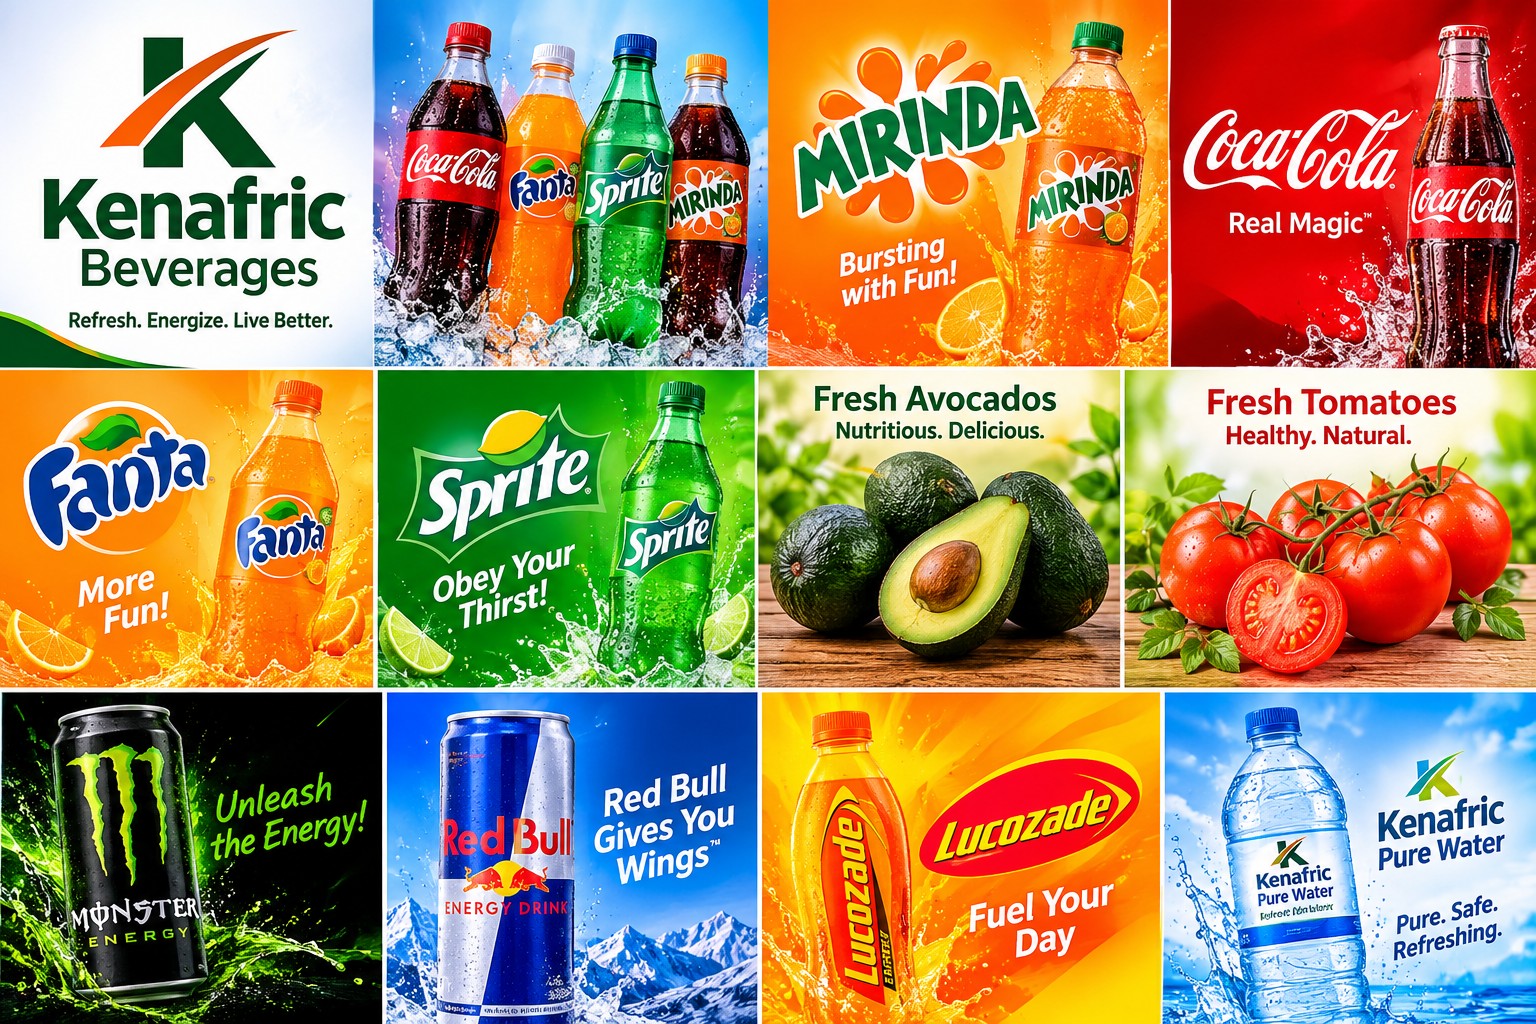 Kenafric
Beverages
Refresh. Energize. Live Better.
Coca-Cola
Fanta
Sprite
MIRINDA
MIRINDA
Bursting
with Fun!
MIRINDA
Coca-Cola
Real Magic™
Coca-Cola
Fanta
More
Fun!
Fanta
Sprite
Obey Your
Thirst!
Sprite
Fresh Avocados
Nutritious. Delicious.
Fresh Tomatoes
Healthy. Natural.
MONSTER
ENERGY
Unleash
the Energy!
Red Bull
ENERGY DRINK
Red Bull
Gives You
Wings™
Lucozade
Lucozade
Fuel Your
Day
Kenafric
Pure Water
Kenafric
Pure Water
Pure. Safe.
Refreshing.